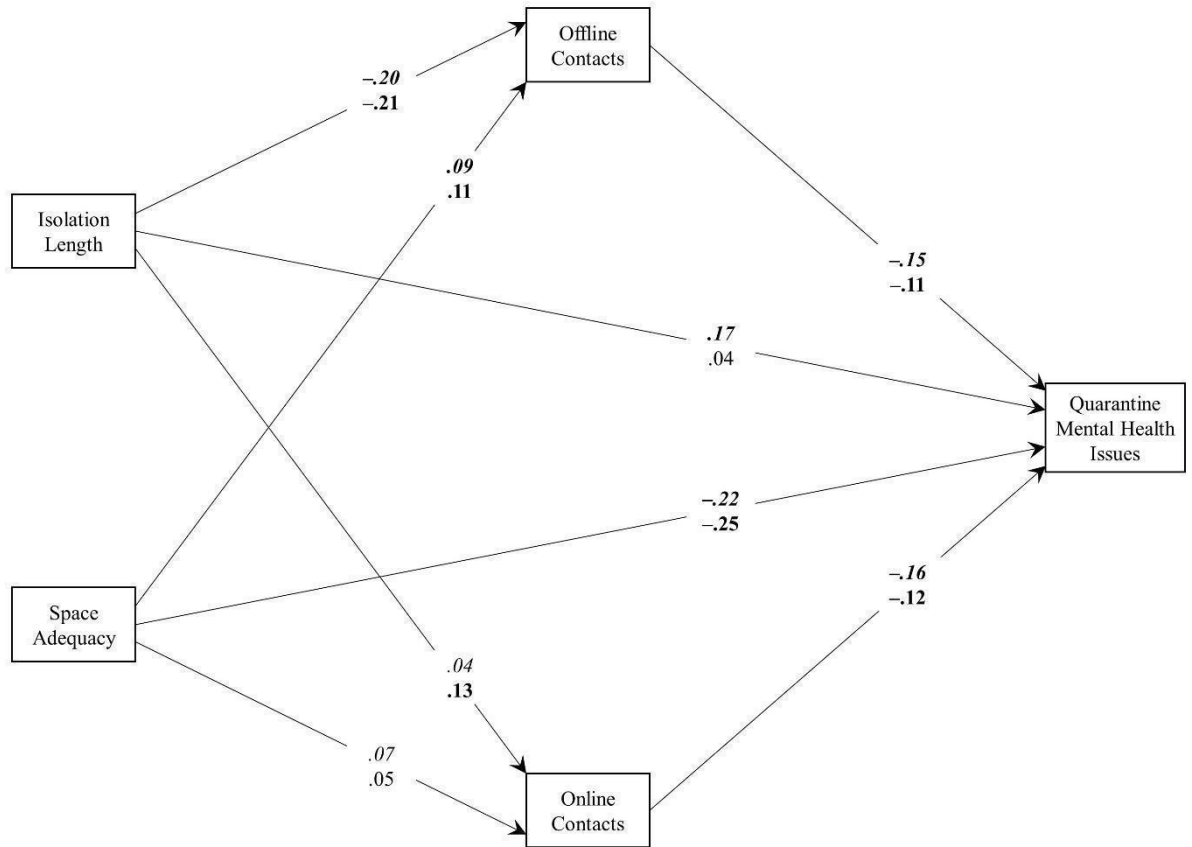 Offline
Contacts
–.20
–.21
.09
.11
Isolation
Length
–.15
–.11
.17
.04
Quarantine
Mental Health
Issues
–.22
–.25
–.16
–.12
Space
Adequacy
.04
.13
.07
.05
Online
Contacts